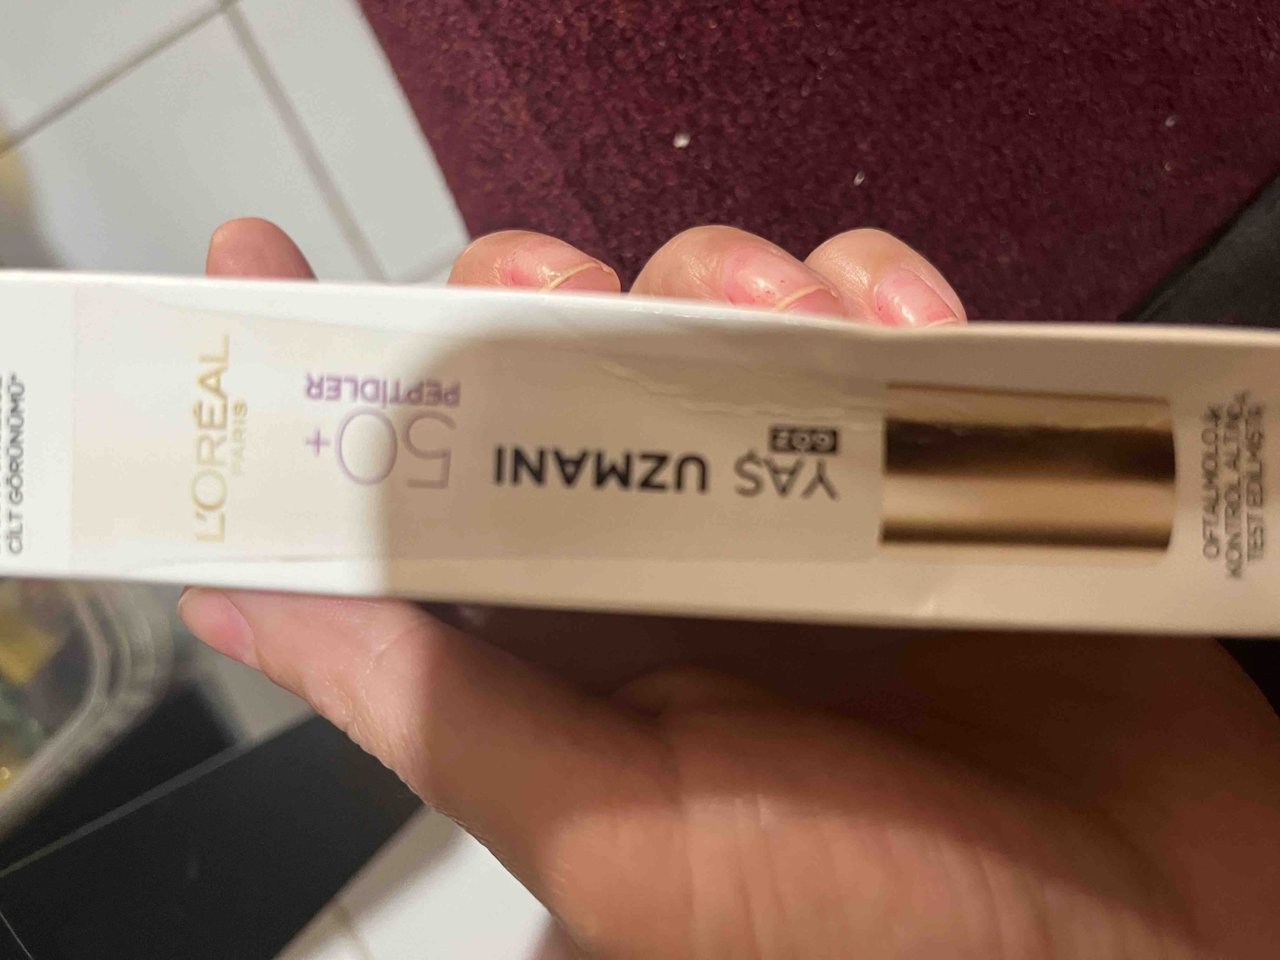 CİLT GÖRÜNÜMÜ*
L'ORÉAL
PARIS
50+
PEPTİDLER
YAŞ UZMANI
GÖZ
OFTALMOLOJİK
KONTROL ALTINDA
TEST EDİLMİŞTİR